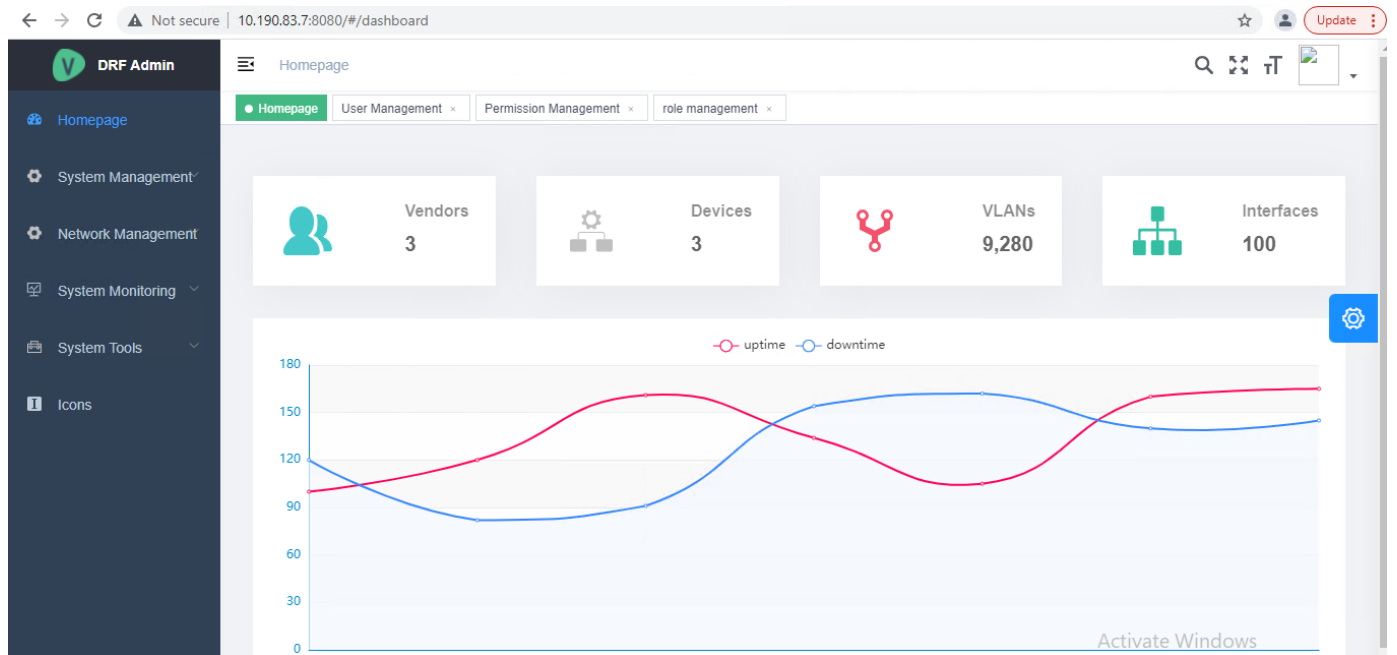 Not secure | 10.190.83.7:8080/#/dashboard
Update
DRF Admin
Homepage
Homepage
User Management ×
Permission Management ×
role management ×
Homepage
System Management
Network Management
System Monitoring
System Tools
Icons
Vendors
3
Devices
3
VLANs
9,280
Interfaces
100
uptime downtime
180
150
120
90
60
30
0
Activate Windows